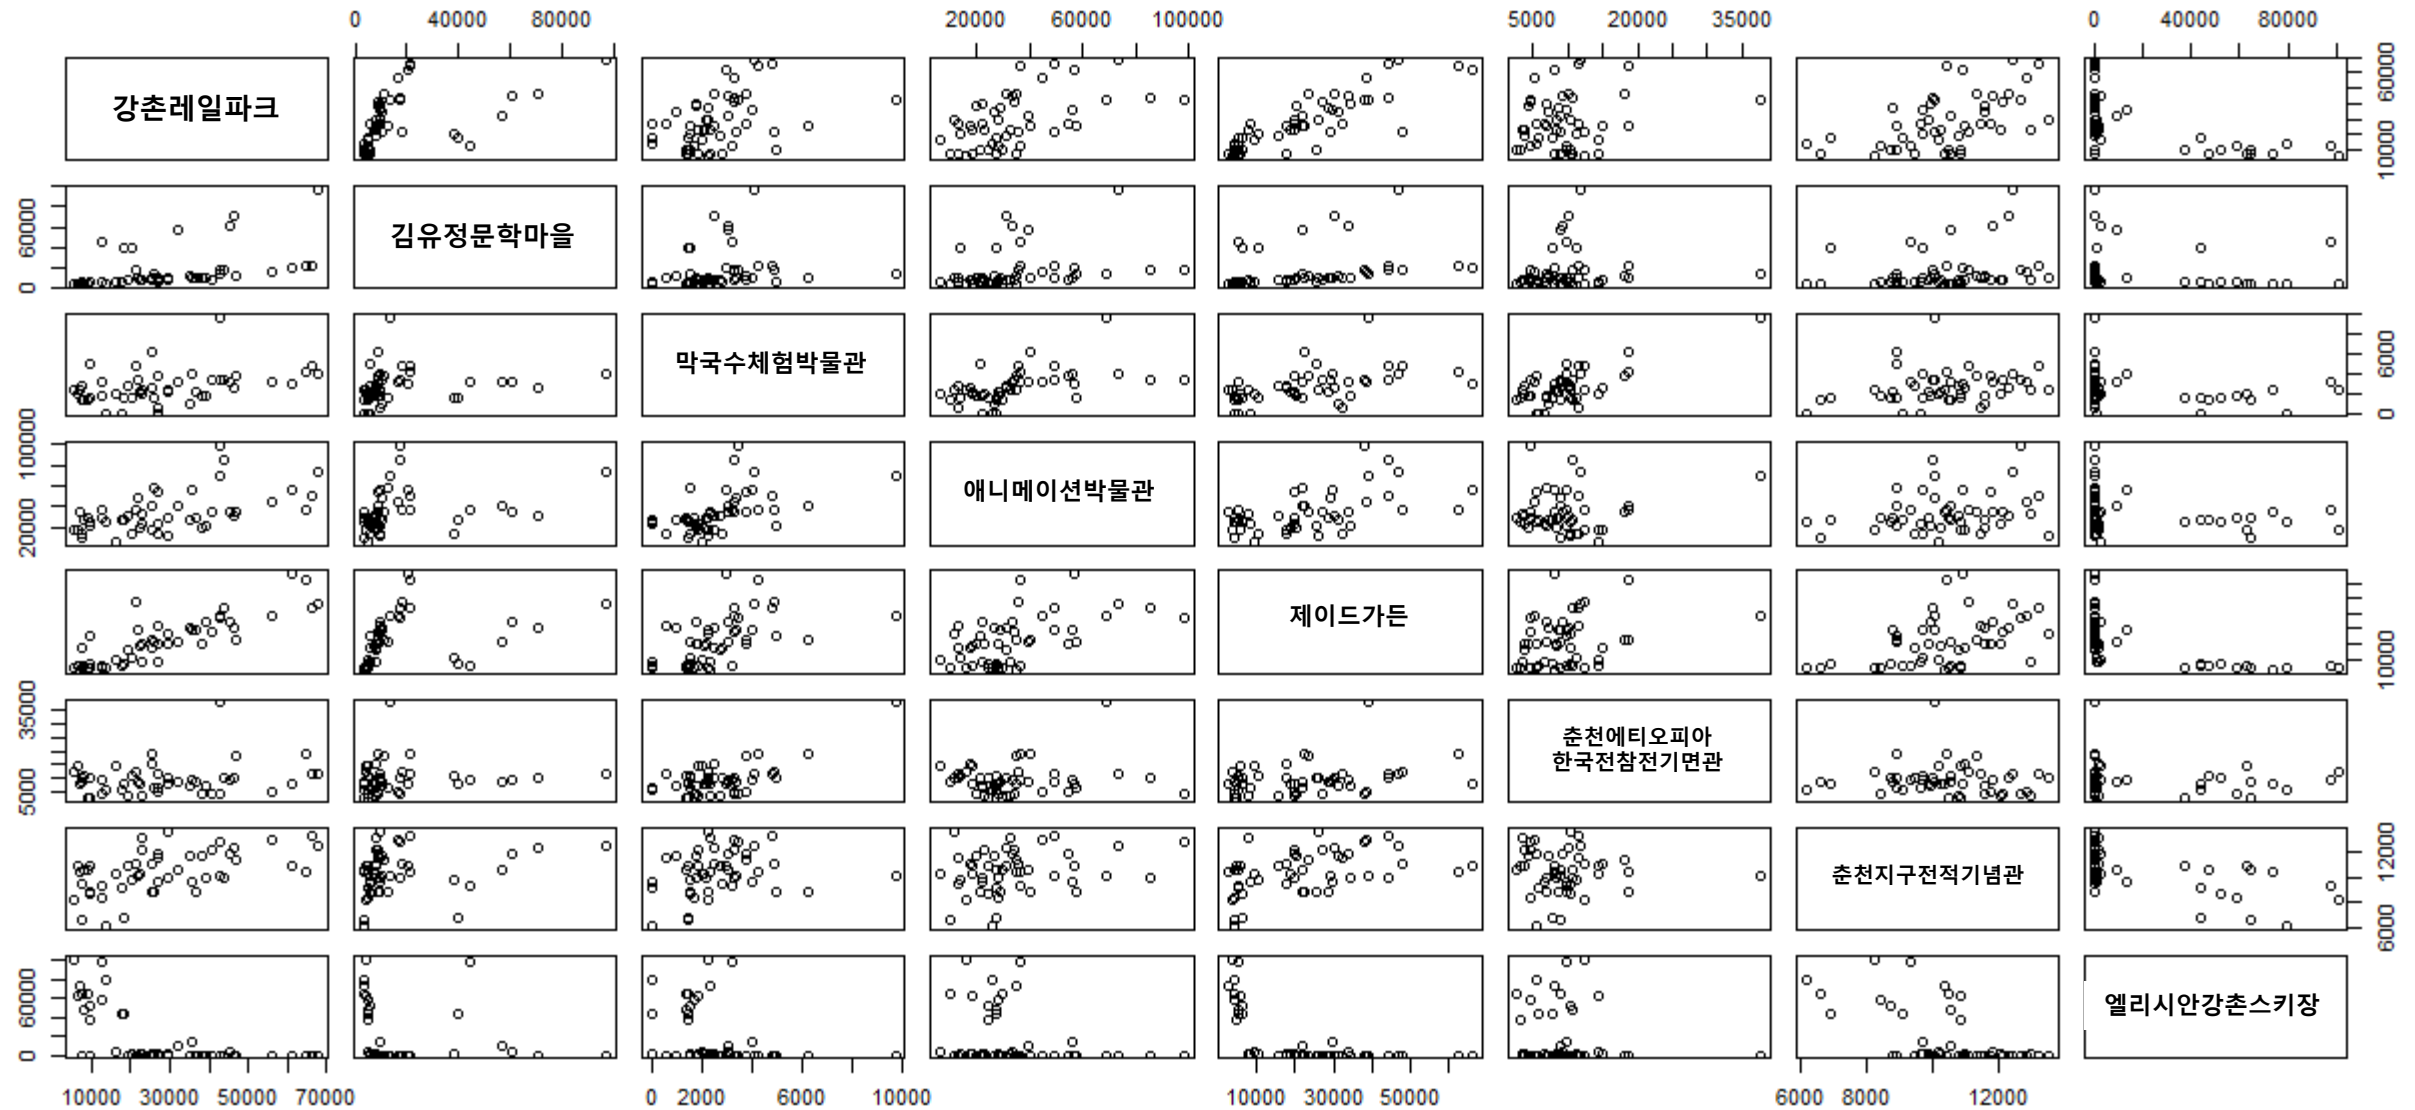 0 40000 80000 20000 60000 100000 5000 20000 35000 0 40000 80000
강촌레일파크
10000 60000
0 60000
김유정문학마을
막국수체험박물관
0 6000
20000 100000
애니메이션박물관
제이드가든
10000
5000 35000
춘천에티오피아
한국전참전기면관
춘천지구전적기념관
6000 12000
0 60000
엘리시안강촌스키장
10000 30000 50000 70000 0 2000 6000 10000 10000 30000 50000 6000 8000 12000